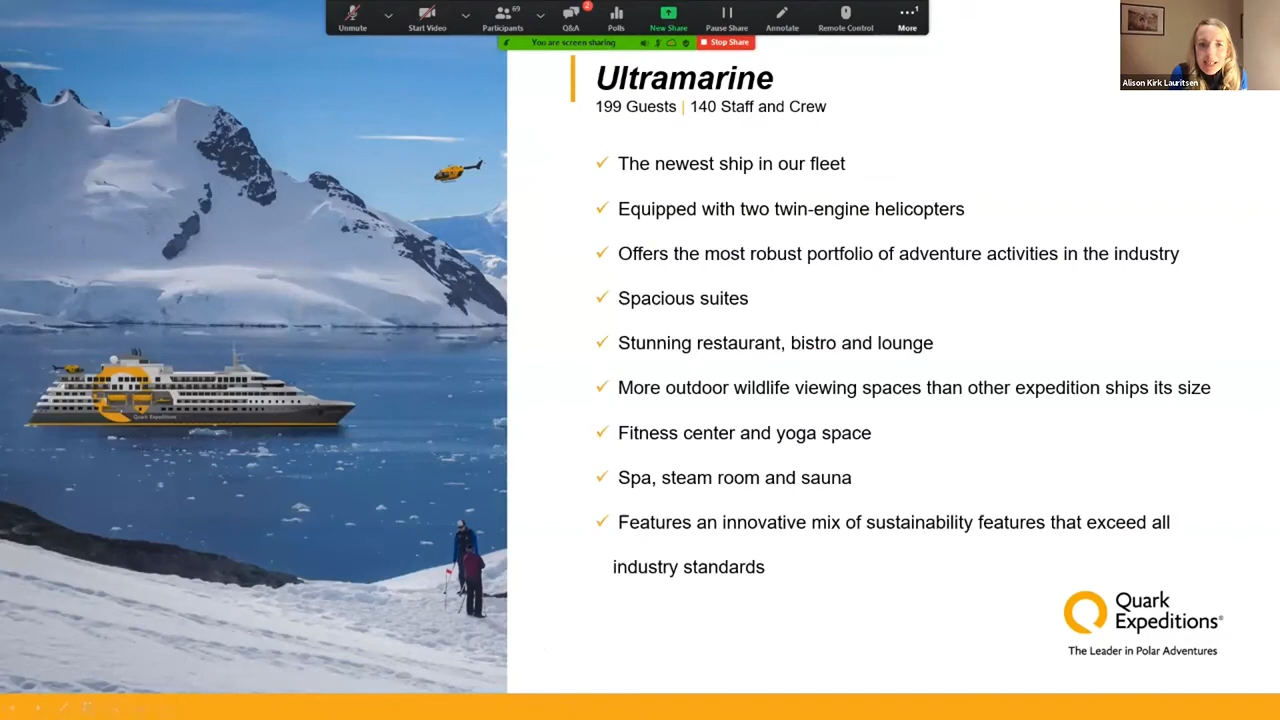 69
2
1
Unmute
Start Video
Participants
Q&A
Polls
New Share
Pause Share
Annotate
Remote Control
More
You are screen sharing
Stop Share
Alison Kirk Lauritsen
Ultramarine
199 Guests | 140 Staff and Crew
The newest ship in our fleet
Equipped with two twin-engine helicopters
Offers the most robust portfolio of adventure activities in the industry
Spacious suites
Stunning restaurant, bistro and lounge
More outdoor wildlife viewing spaces than other expedition ships its size
Fitness center and yoga space
Spa, steam room and sauna
Features an innovative mix of sustainability features that exceed all
industry standards
Quark Expeditions
Quark
Expeditions®
The Leader in Polar Adventures